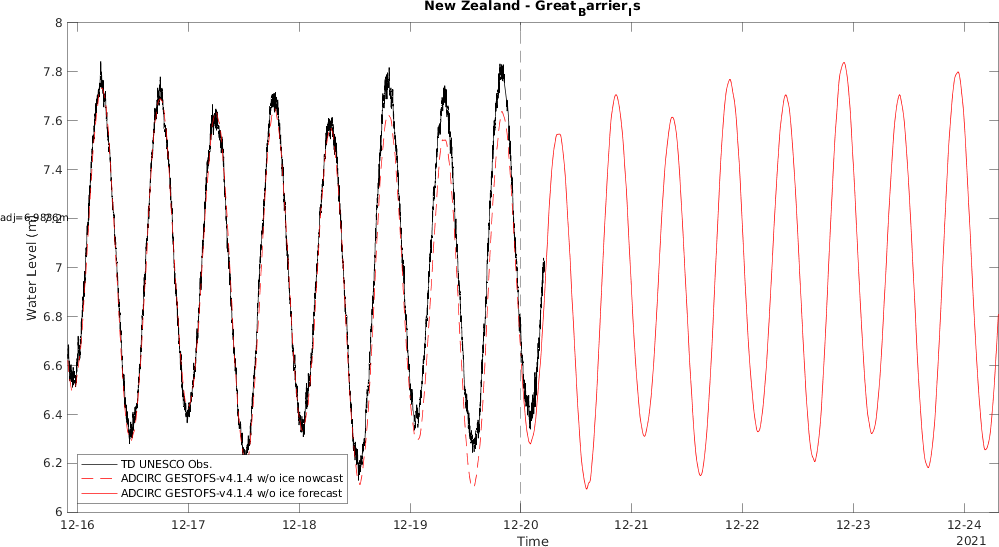 New Zealand - Great_Barrier_Is
8
7.8
7.6
7.4
7.2
adj=6.9836m
7
6.8
6.6
6.4
6.2
6
Water Level (m)
TD UNESCO Obs.
ADCIRC GESTOFS-v4.1.4 w/o ice nowcast
ADCIRC GESTOFS-v4.1.4 w/o ice forecast
12-16 12-17 12-18 12-19 12-20 12-21 12-22 12-23 12-24
Time
2021